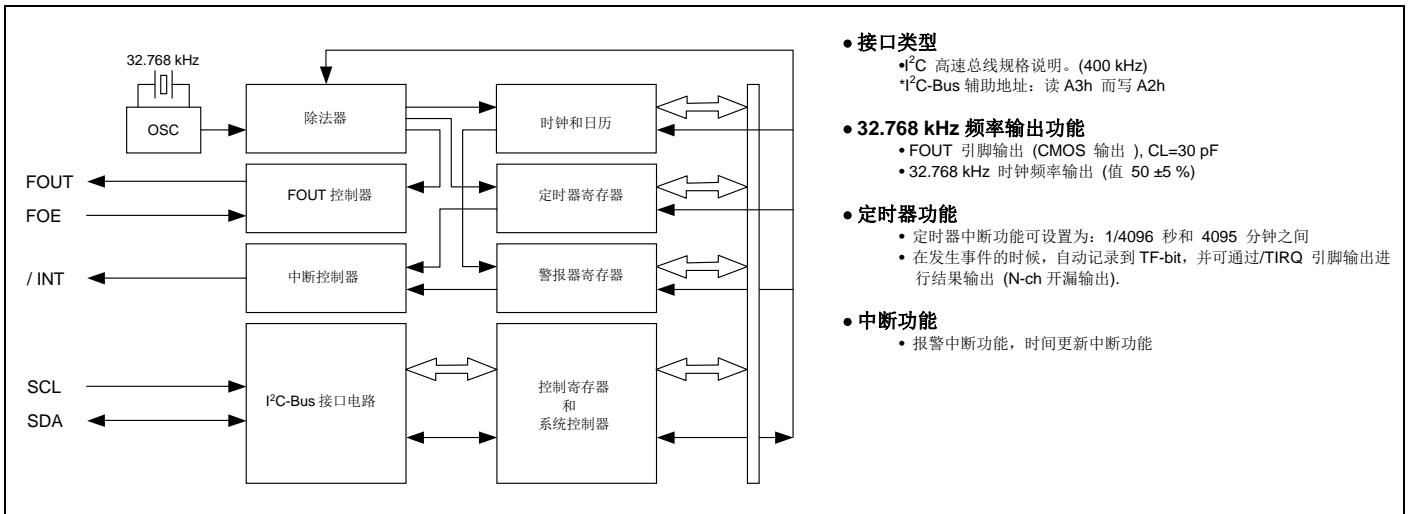 32.768 kHz
OSC
除法器
时钟和日历
FOUT
FOE
FOUT 控制器
定时器寄存器
/ INT
中断控制器
警报器寄存器
SCL
SDA
I²C-Bus 接口电路
控制寄存器
和
系统控制器
● 接口类型
•I²C 高速总线规格说明。(400 kHz)
*I²C-Bus 辅助地址：读 A3h 而写 A2h
● 32.768 kHz 频率输出功能
• FOUT 引脚输出 (CMOS 输出 ), CL=30 pF
• 32.768 kHz 时钟频率输出 (值 50 ±5 %)
● 定时器功能
• 定时器中断功能可设置为：1/4096 秒和 4095 分钟之间
• 在发生事件的时候，自动记录到 TF-bit，并可通过/TIRQ 引脚输出进
行结果输出 (N-ch 开漏输出).
● 中断功能
• 报警中断功能，时间更新中断功能